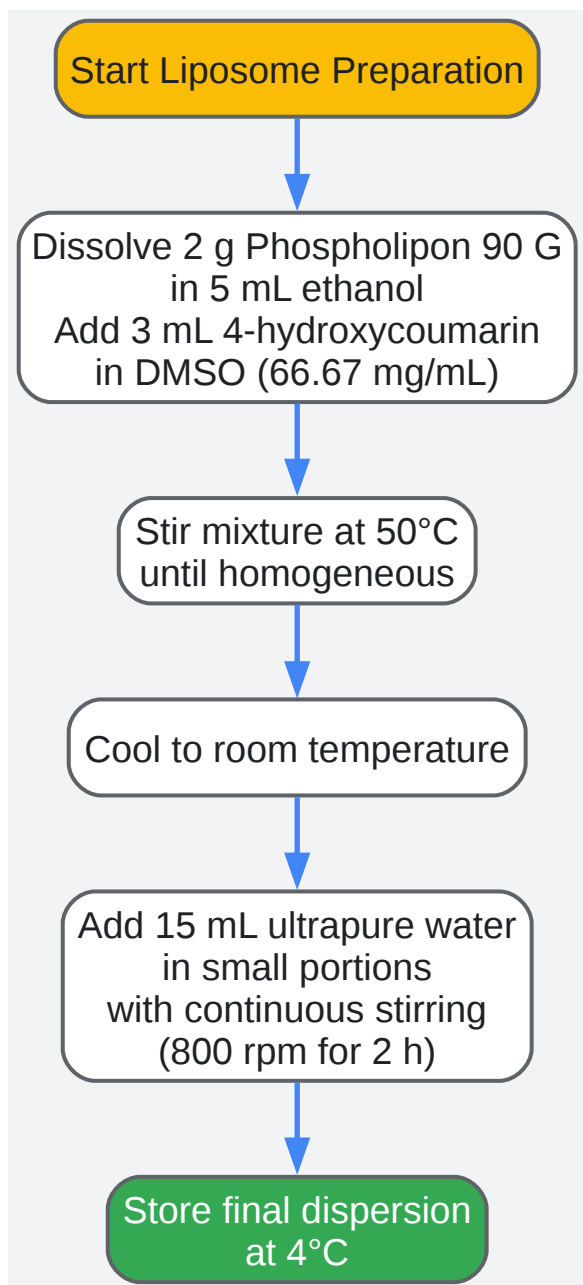 Start Liposome Preparation
Dissolve 2 g Phospholipon 90 G
in 5 mL ethanol
Add 3 mL 4-hydroxycoumarin
in DMSO (66.67 mg/mL)
Stir mixture at 50°C
until homogeneous
Cool to room temperature
Add 15 mL ultrapure water
in small portions
with continuous stirring
(800 rpm for 2 h)
Store final dispersion
at 4°C